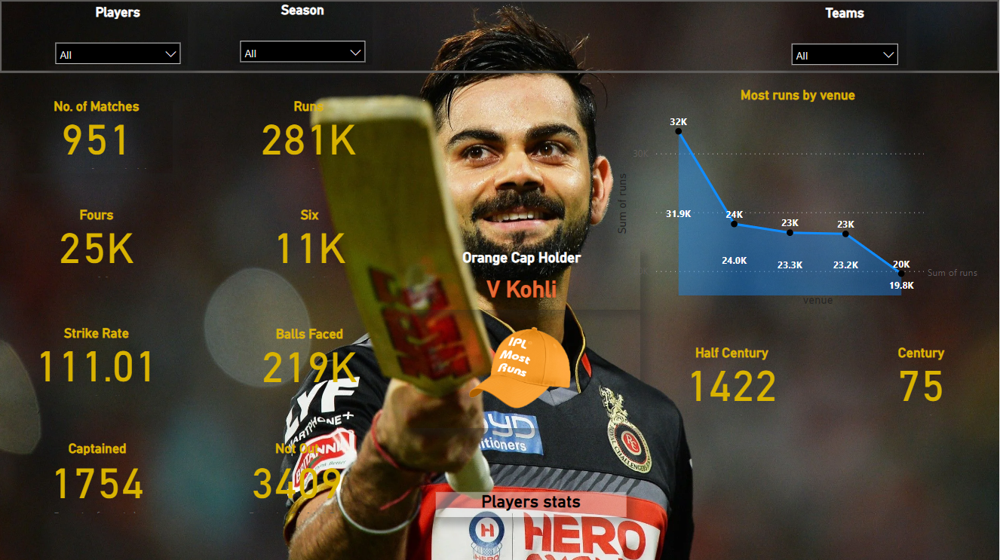 Players
Season
Teams
All
All
All
No. of Matches
951
Runs
281K
Fours
25K
Six
11K
Strike Rate
111.01
Balls Faced
219K
Captained
1754
Not Out
3409
Orange Cap Holder
V Kohli
IPL
Most
Runs
Players stats
Most runs by venue
Sum of runs
30K
32K
24K
23K
23K
20K
31.9K
24.0K
23.3K
23.2K
19.8K
Sum of runs
venue
Half Century
1422
Century
75
LYF
SMARTPHONE+
BRITANNIA
HERO
HERO